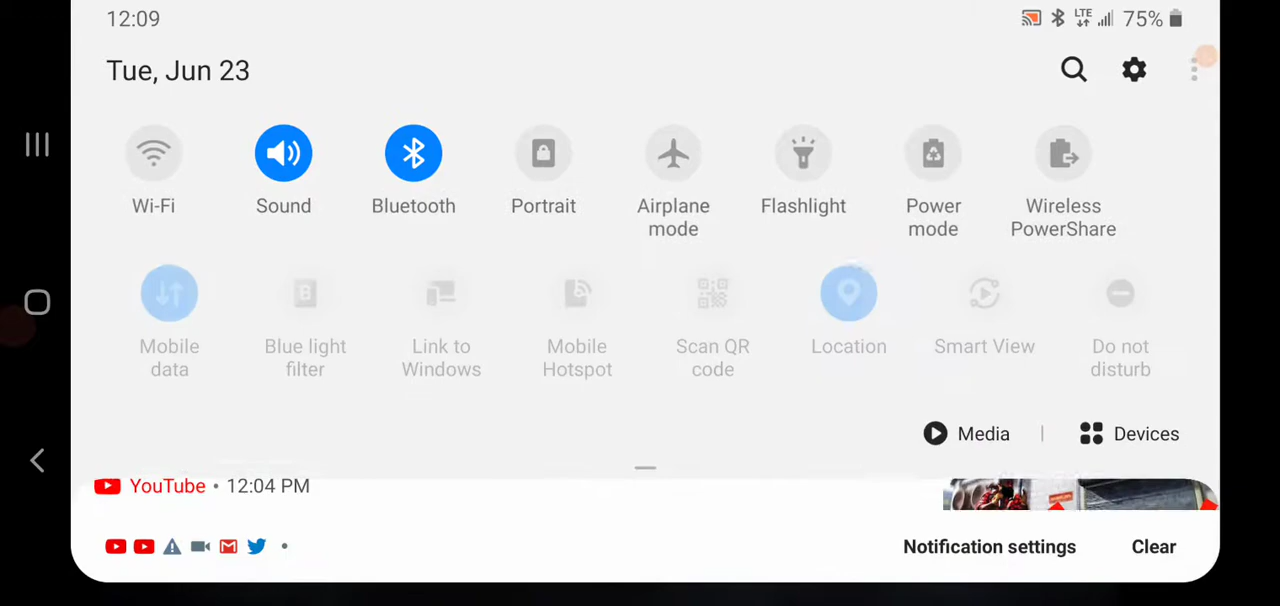 12:09 LTE 75%
Tue, Jun 23
Wi-Fi Sound Bluetooth Portrait Airplane mode Flashlight Power mode Wireless PowerShare
Mobile data Blue light filter Link to Windows Mobile Hotspot Scan QR code Location Smart View Do not disturb
Media | Devices
YouTube • 12:04 PM
Notification settings Clear